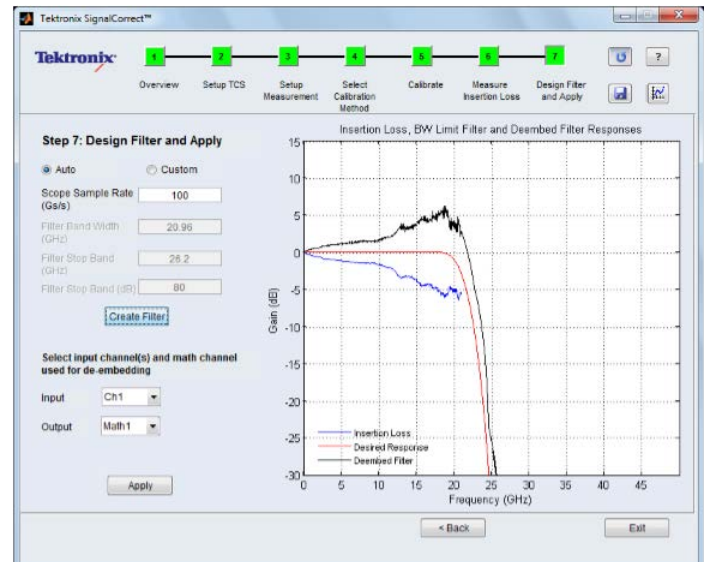 Tektronix SignalCorrect™
Tektronix
1 2 3 4 5 6 7
?
Overview Setup TCS Setup Measurement Select Calibration Method Calibrate Measure Insertion Loss Design Filter and Apply
Step 7: Design Filter and Apply
Auto Custom
Scope Sample Rate (Gs/s) 100
Filter Band Width (GHz) 20.96
Filter Stop Band (GHz) 26.2
Filter Stop Band (dB) 80
Create Filter
Select input channel(s) and math channel
used for de-embedding
Input Ch1
Output Math1
Apply
Insertion Loss, BW Limit Filter and Deembed Filter Responses
15
10
5
0
-5
-10
-15
-20
-25
-30
Gain (dB)
Insertion Loss
Desired Response
Deembed Filter
0 5 10 15 20 25 30 35 40 45
Frequency (GHz)
< Back Exit